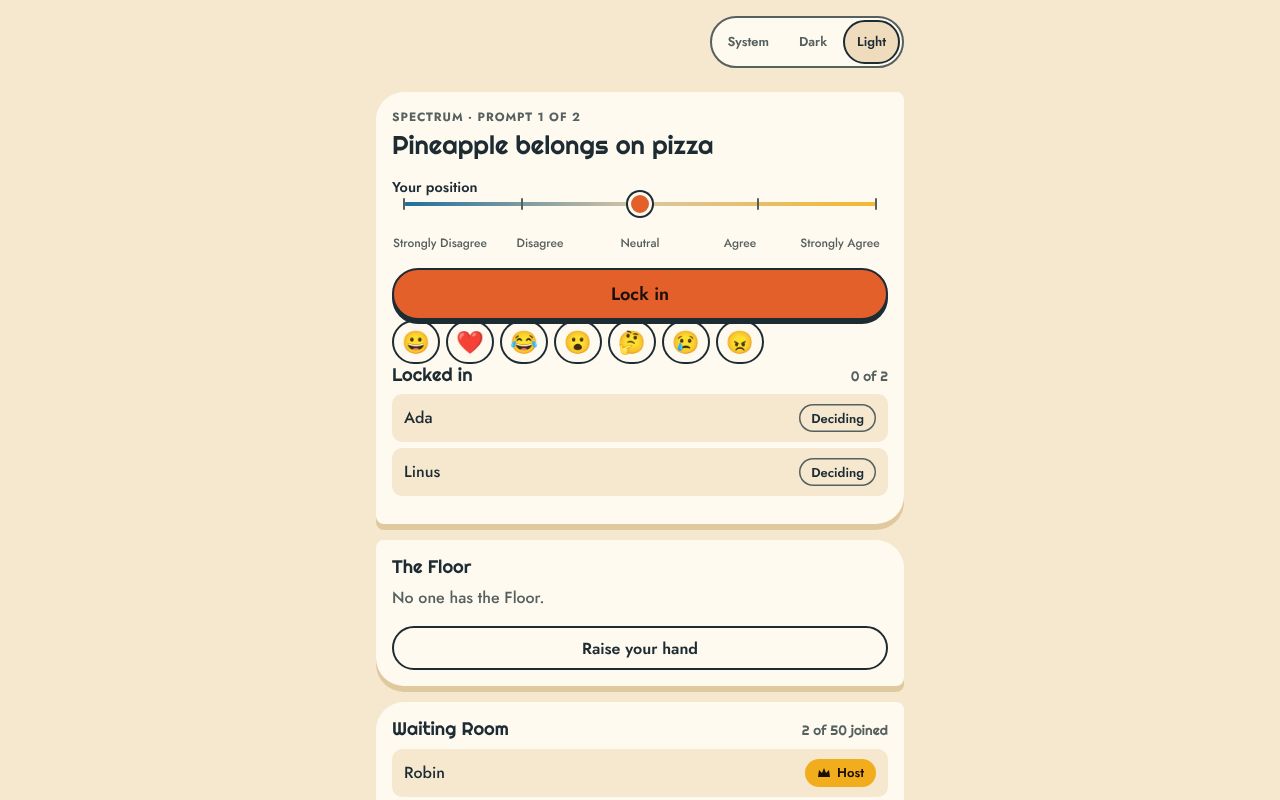 System Dark Light
SPECTRUM · PROMPT 1 OF 2
Pineapple belongs on pizza
Your position
Strongly Disagree Disagree Neutral Agree Strongly Agree
Lock in
Locked in 0 of 2
Ada Deciding
Linus Deciding
The Floor
No one has the Floor.
Raise your hand
Waiting Room 2 of 50 joined
Robin Host